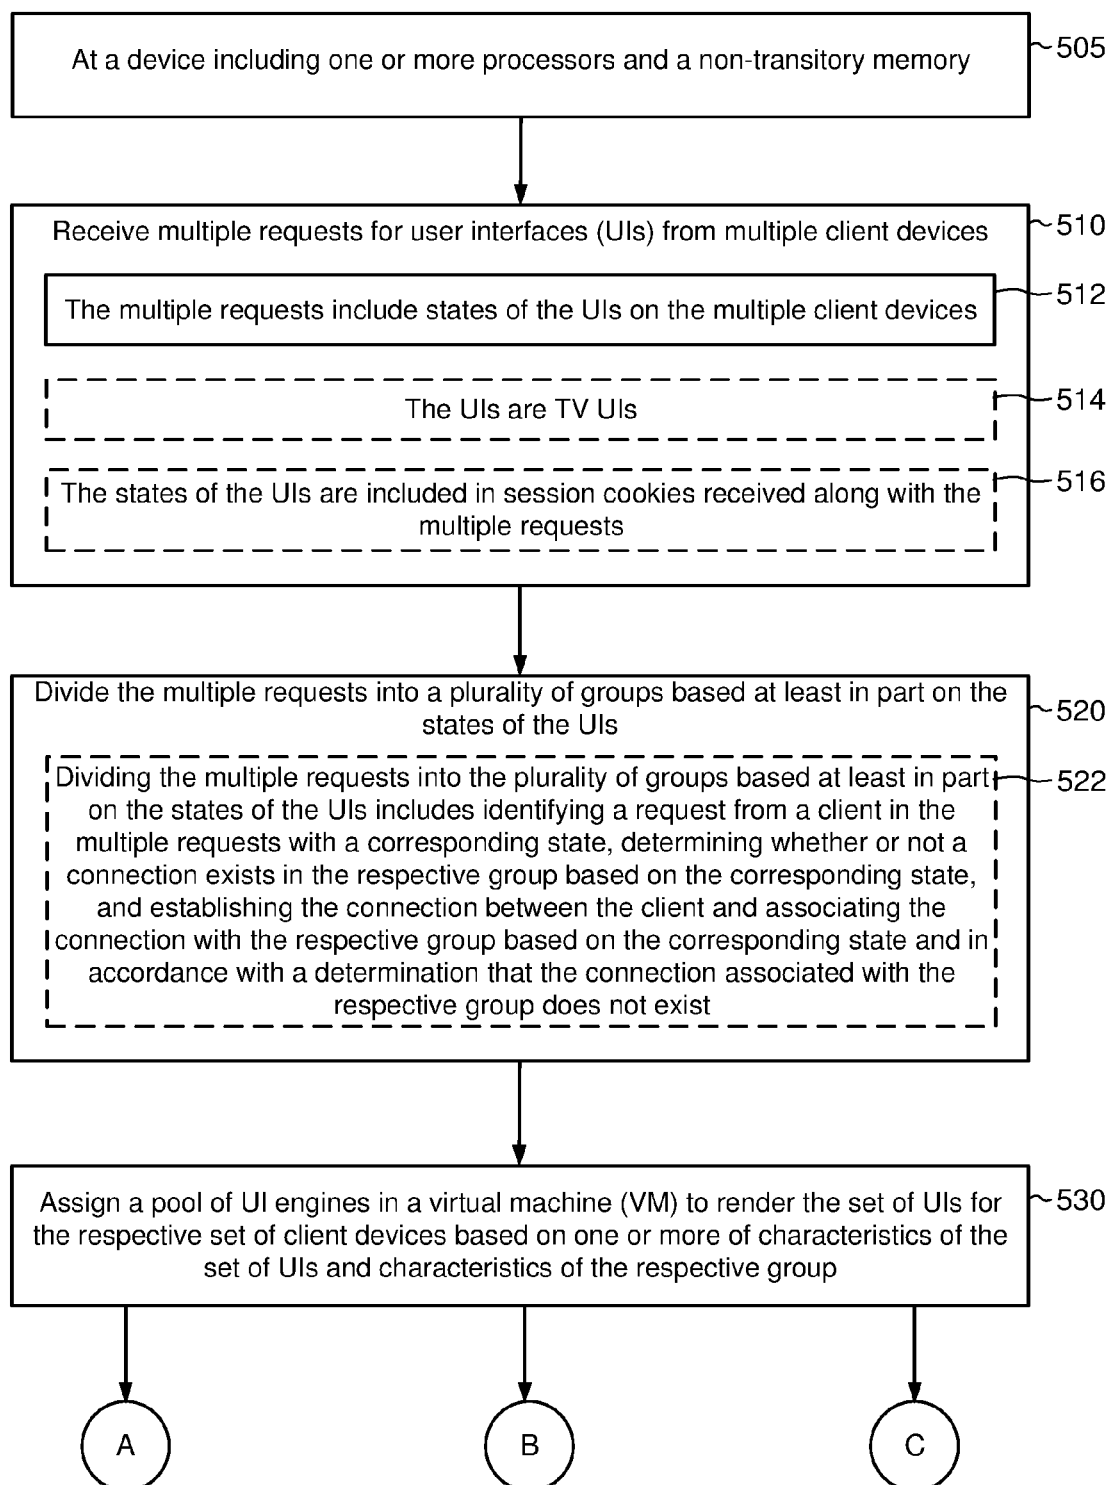 At a device including one or more processors and a non-transitory memory
505
Receive multiple requests for user interfaces (UIs) from multiple client devices
510
The multiple requests include states of the UIs on the multiple client devices
512
The UIs are TV UIs
514
The states of the UIs are included in session cookies received along with the
multiple requests
516
Divide the multiple requests into a plurality of groups based at least in part on the
states of the UIs
520
Dividing the multiple requests into the plurality of groups based at least in part
on the states of the UIs includes identifying a request from a client in the
multiple requests with a corresponding state, determining whether or not a
connection exists in the respective group based on the corresponding state,
and establishing the connection between the client and associating the
connection with the respective group based on the corresponding state and in
accordance with a determination that the connection associated with the
respective group does not exist
522
Assign a pool of UI engines in a virtual machine (VM) to render the set of UIs for
the respective set of client devices based on one or more of characteristics of the
set of UIs and characteristics of the respective group
530
A
B
C